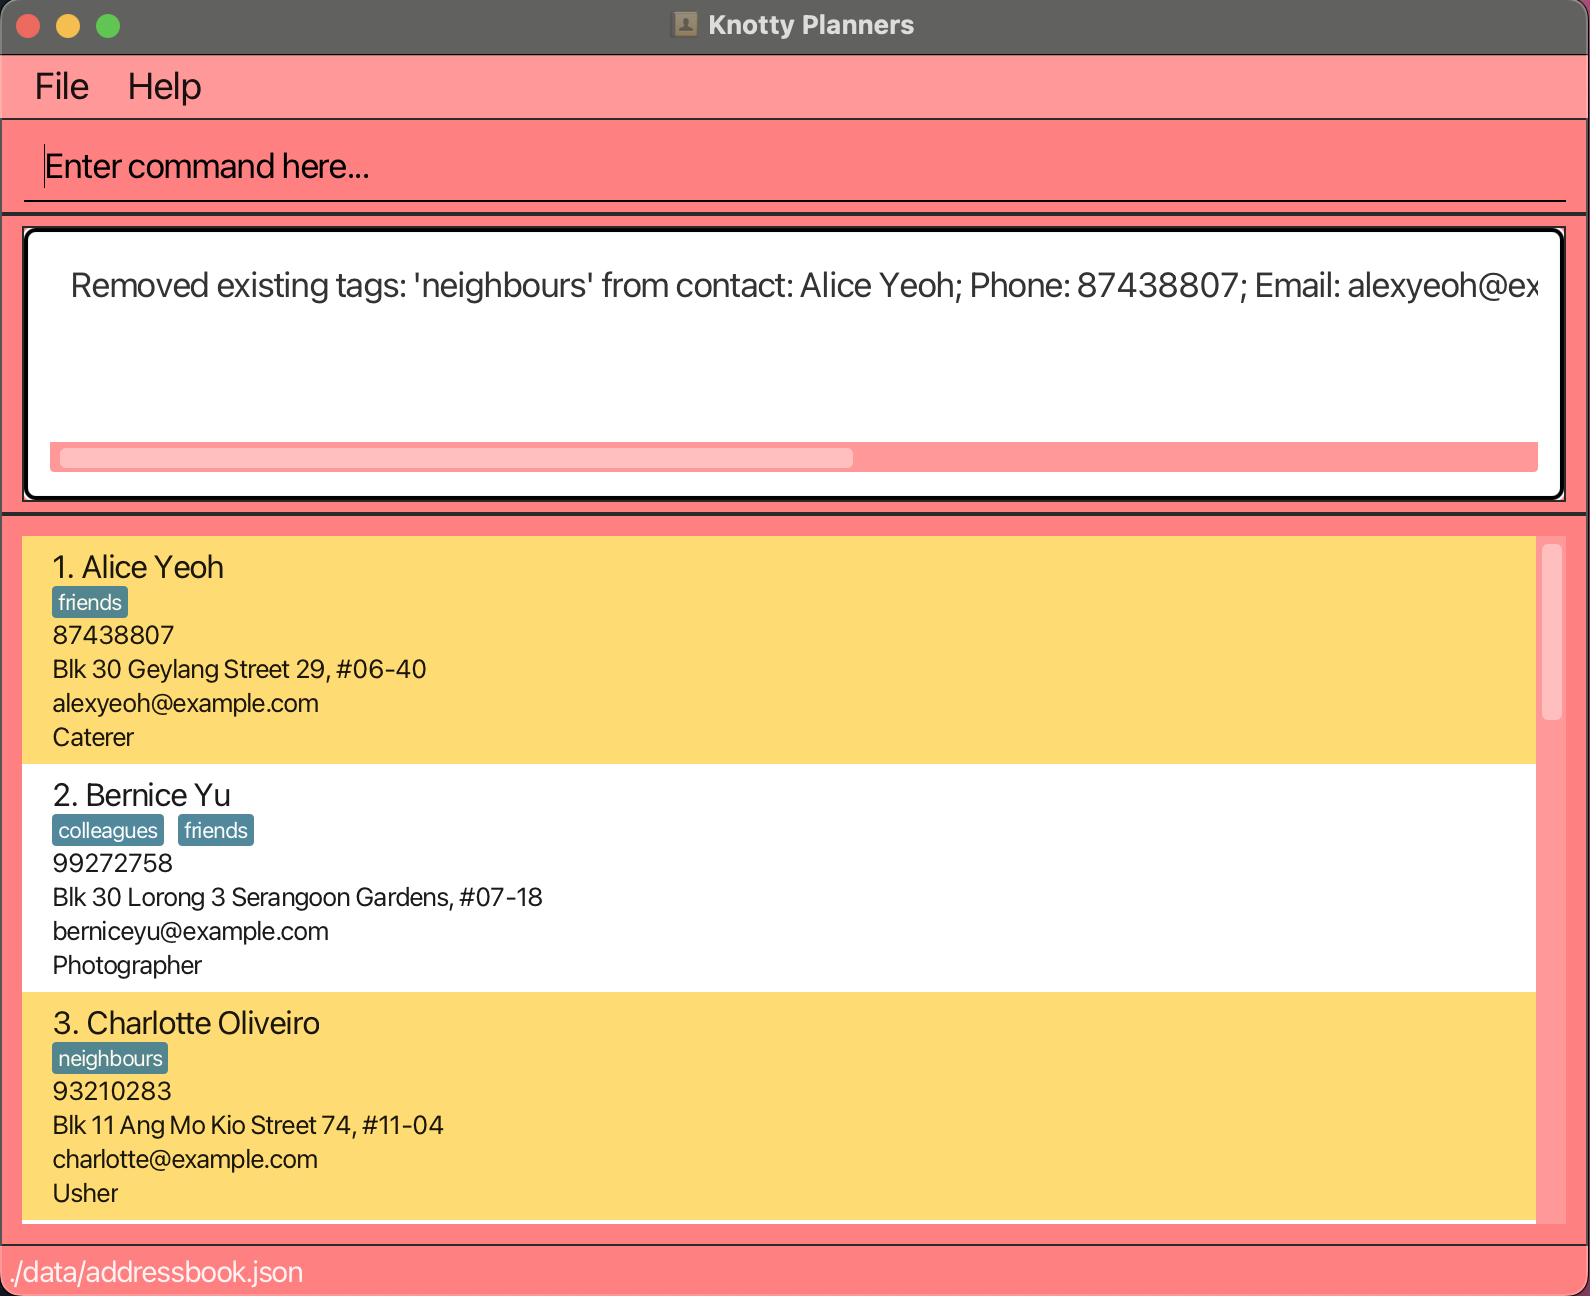 Knotty Planners
File Help
Enter command here...
Removed existing tags: 'neighbours' from contact: Alice Yeoh; Phone: 87438807; Email: alexyeoh@ex
1. Alice Yeoh
friends
87438807
Blk 30 Geylang Street 29, #06-40
alexyeoh@example.com
Caterer
2. Bernice Yu
colleagues friends
99272758
Blk 30 Lorong 3 Serangoon Gardens, #07-18
berniceyu@example.com
Photographer
3. Charlotte Oliveiro
neighbours
93210283
Blk 11 Ang Mo Kio Street 74, #11-04
charlotte@example.com
Usher
./data/addressbook.json